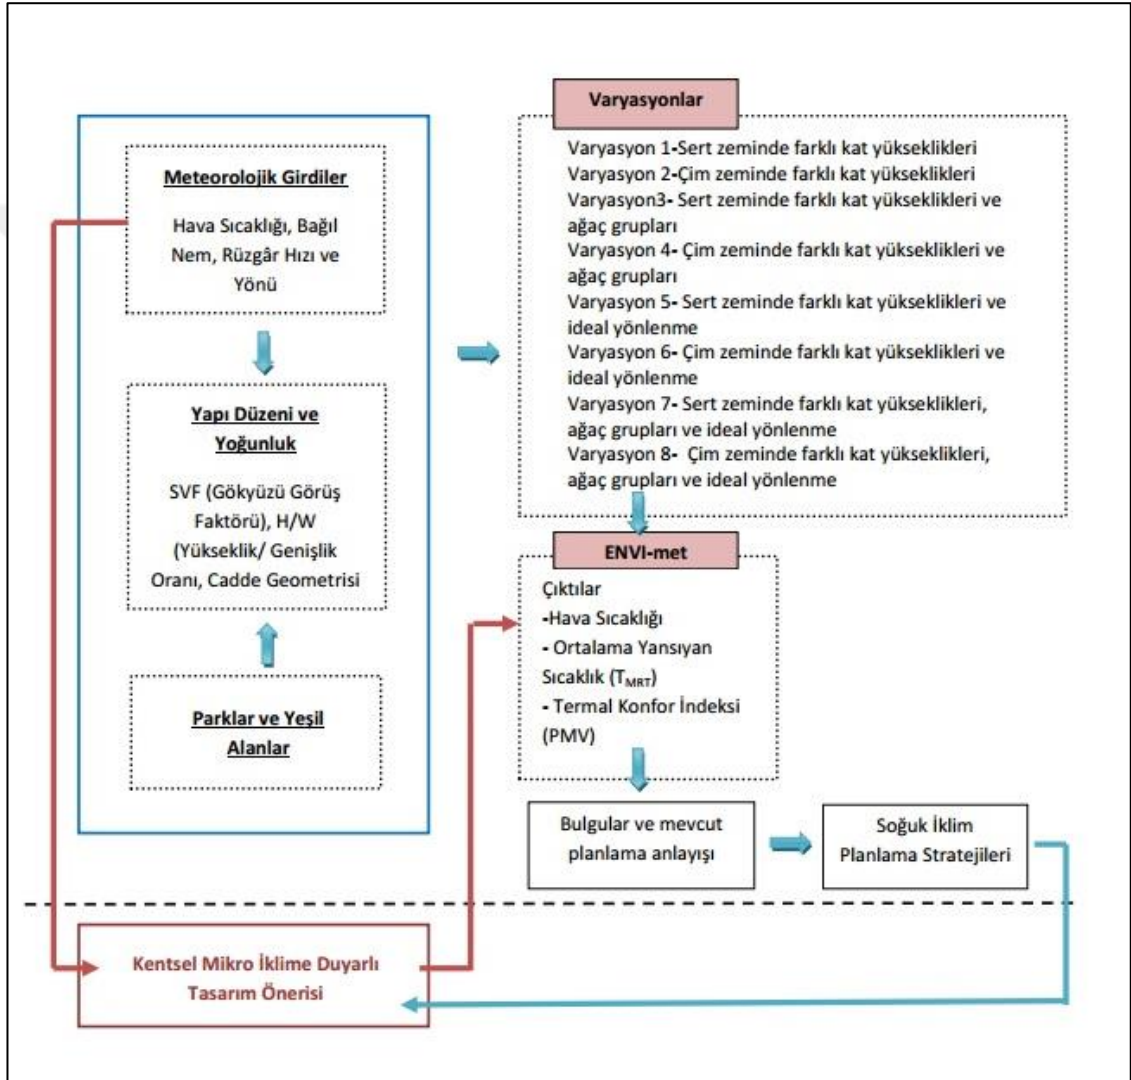 Meteorolojik Girdiler
Hava Sıcaklığı, Bağıl
Nem, Rüzgâr Hızı ve
Yönü
Yapı Düzeni ve
Yoğunluk
SVF (Gökyüzü Görüş
Faktörü), H/W
(Yükseklik/ Genişlik
Oranı, Cadde Geometrisi
Parklar ve Yeşil
Alanlar
Varyasyonlar
Varyasyon 1-Sert zeminde farklı kat yükseklikleri
Varyasyon 2-Çim zeminde farklı kat yükseklikleri
Varyasyon3- Sert zeminde farklı kat yükseklikleri ve
ağaç grupları
Varyasyon 4- Çim zeminde farklı kat yükseklikleri ve
ağaç grupları
Varyasyon 5- Sert zeminde farklı kat yükseklikleri ve
ideal yönlenme
Varyasyon 6- Çim zeminde farklı kat yükseklikleri ve
ideal yönlenme
Varyasyon 7- Sert zeminde farklı kat yükseklikleri,
ağaç grupları ve ideal yönlenme
Varyasyon 8- Çim zeminde farklı kat yükseklikleri,
ağaç grupları ve ideal yönlenme
ENVI-met
Çıktılar
-Hava Sıcaklığı
- Ortalama Yansıyan
Sıcaklık (TMRT)
- Termal Konfor İndeksi
(PMV)
Bulgular ve mevcut
planlama anlayışı
Soğuk İklim
Planlama Stratejileri
Kentsel Mikro İklime Duyarlı
Tasarım Önerisi